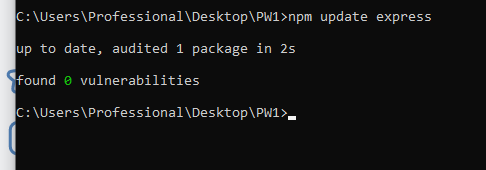 C:\Users\Professional\Desktop\PW1>npm update express
up to date, audited 1 package in 2s
found 0 vulnerabilities
C:\Users\Professional\Desktop\PW1>